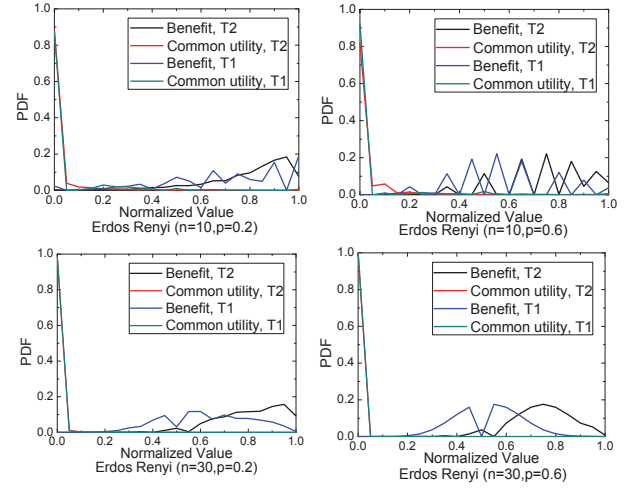 1.0
0.8
0.6
0.4
0.2
0.0
PDF
Benefit, T2
Common utility, T2
Benefit, T1
Common utility, T1
0.0 0.2 0.4 0.6 0.8 1.0
Normalized Value
Erdos Renyi (n=10,p=0.2)
1.0
0.8
0.6
0.4
0.2
0.0
PDF
Benefit, T2
Common utility, T2
Benefit, T1
Common utility, T1
0.0 0.2 0.4 0.6 0.8 1.0
Normalized Value
Erdos Renyi (n=10,p=0.6)
1.0
0.8
0.6
0.4
0.2
0.0
PDF
Benefit, T2
Common utility, T2
Benefit, T1
Common utility, T1
0.0 0.2 0.4 0.6 0.8 1.0
Normalized Value
Erdos Renyi (n=30,p=0.2)
1.0
0.8
0.6
0.4
0.2
0.0
PDF
Benefit, T2
Common utility, T2
Benefit, T1
Common utility, T1
0.0 0.2 0.4 0.6 0.8 1.0
Normalized Value
Erdos Renyi (n=30,p=0.6)